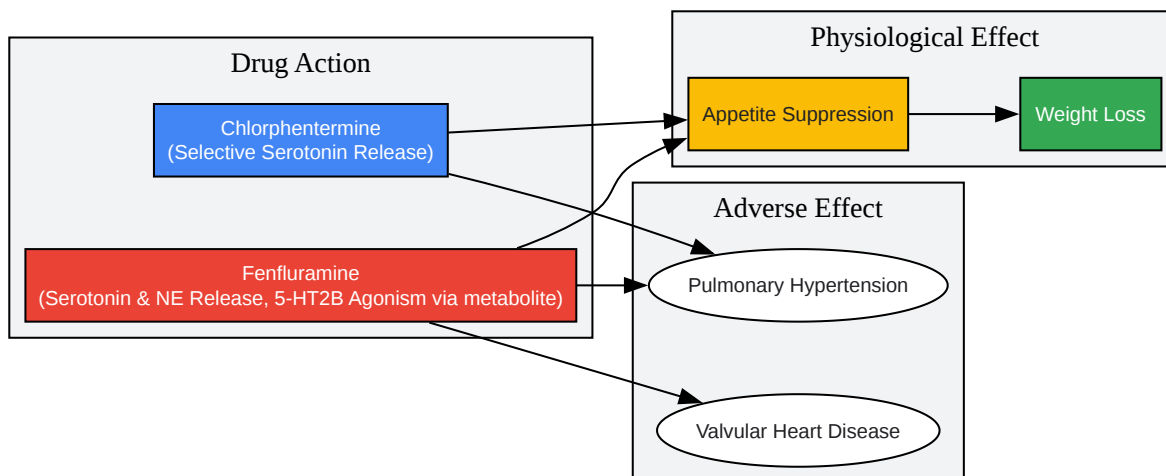 Drug Action
Chlorphentermine
(Selective Serotonin Release)
Fenfluramine
(Serotonin & NE Release, 5-HT2B Agonism via metabolite)
Physiological Effect
Appetite Suppression
Weight Loss
Adverse Effect
Pulmonary Hypertension
Valvular Heart Disease